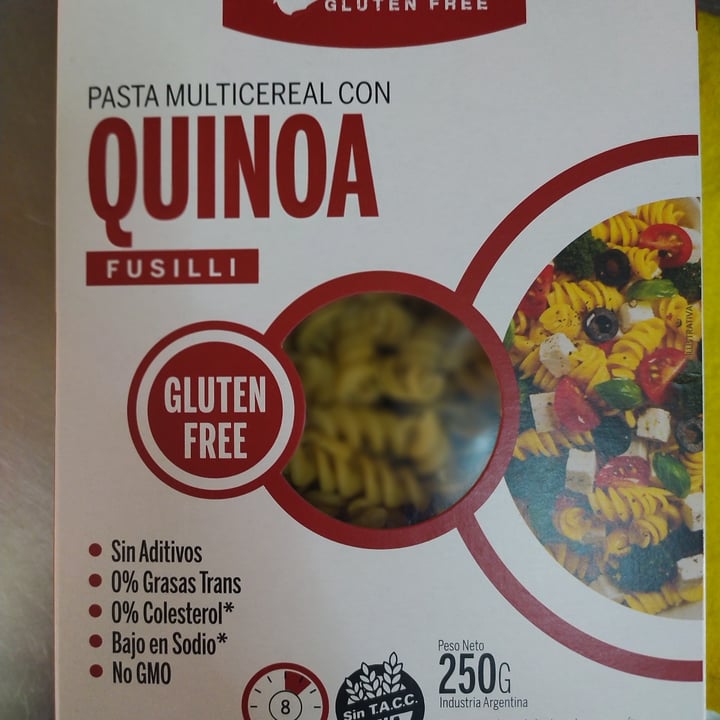 GLUTEN FREE
PASTA MULTICEREAL CON
QUINOA
FUSILLI
GLUTEN
FREE
Sin Aditivos
0% Grasas Trans
0% Colesterol*
Bajo en Sodio*
No GMO
8
Sin T.A.C.C.
Peso Neto
250G
Industria Argentina